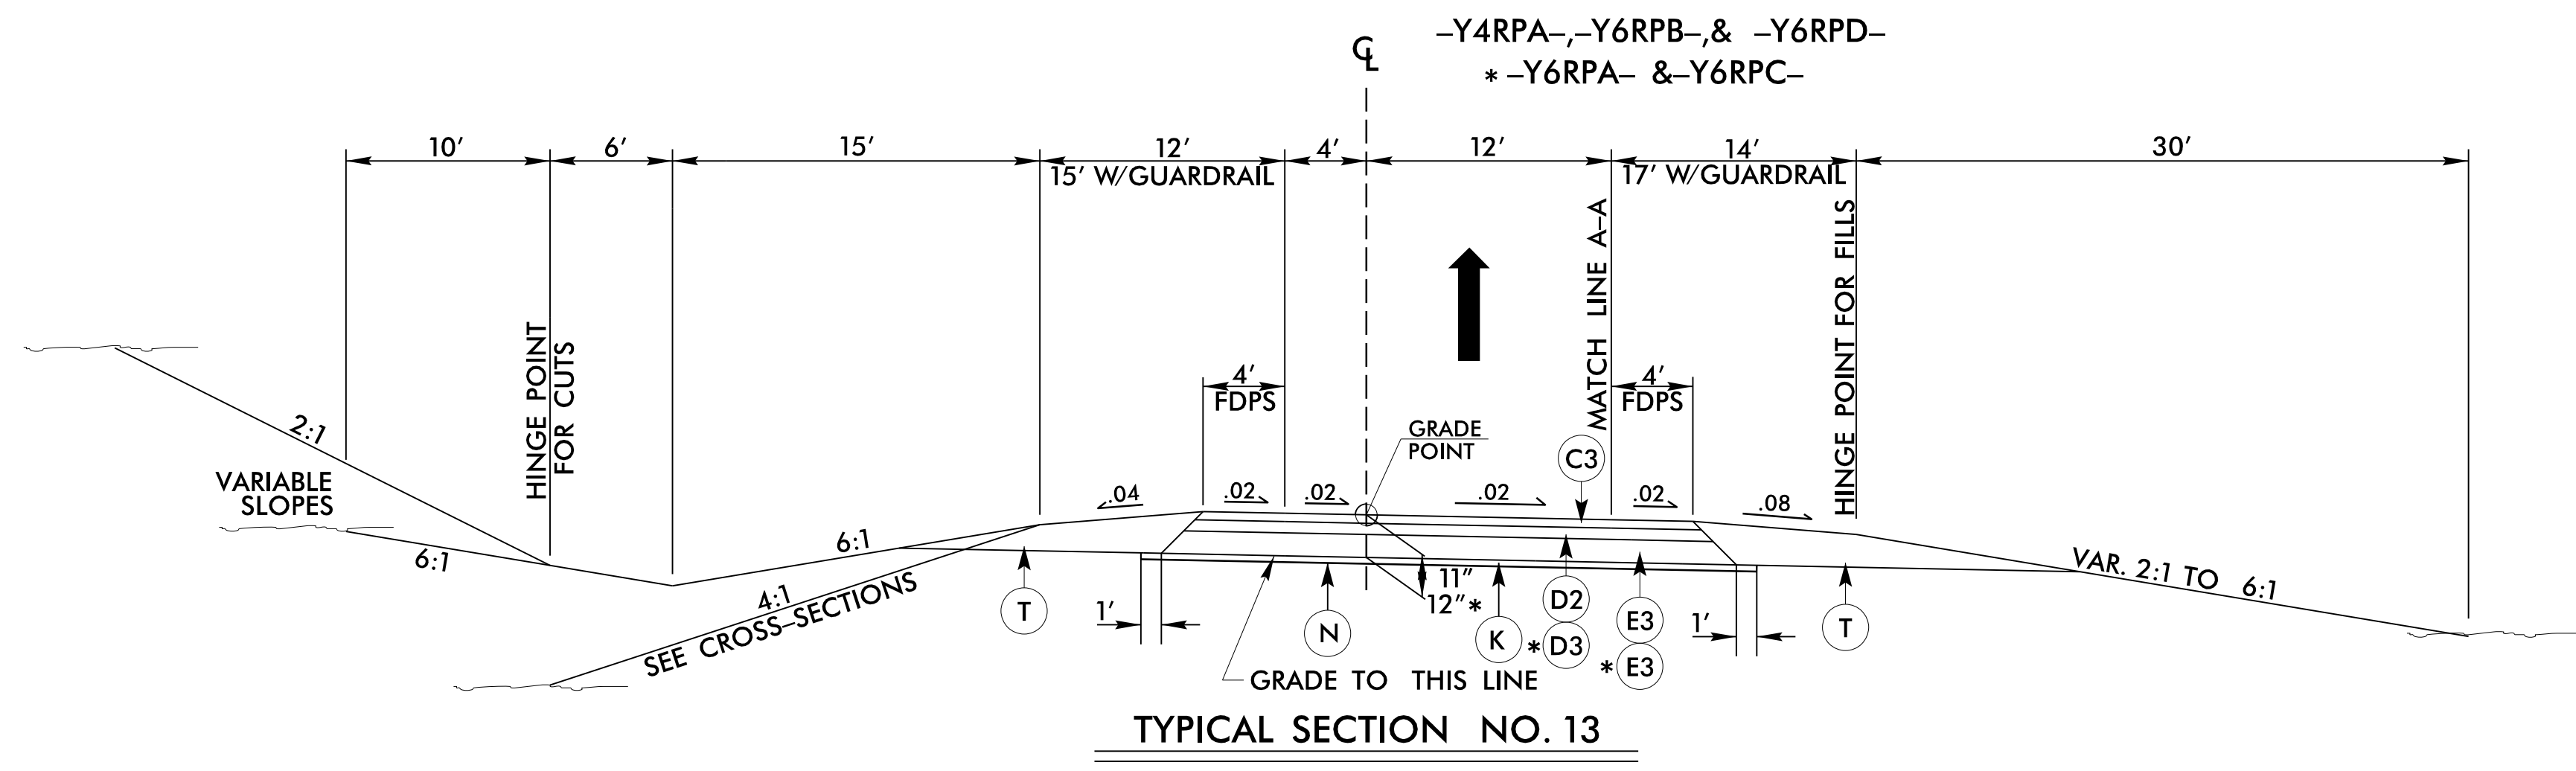 –Y4RPA–,–Y6RPB–,& –Y6RPD–
* –Y6RPA– &–Y6RPC–
CL
10' 6' 15' 12' 4' 12' 14' 30'
15' W/GUARDRAIL 17' W/GUARDRAIL
HINGE POINT
FOR CUTS
MATCH LINE A–A
HINGE POINT FOR FILLS
4'
FDPS
4'
FDPS
GRADE
POINT
C3
2:1
VARIABLE
SLOPES
6:1
6:1
4:1
SEE CROSS–SECTIONS
.04 .02 .02 .02 .02 .08
VAR. 2:1 TO 6:1
11"
12"*
T
1'
N
K
D2
* D3
E3
* E3
1'
T
GRADE TO THIS LINE
TYPICAL SECTION NO. 13